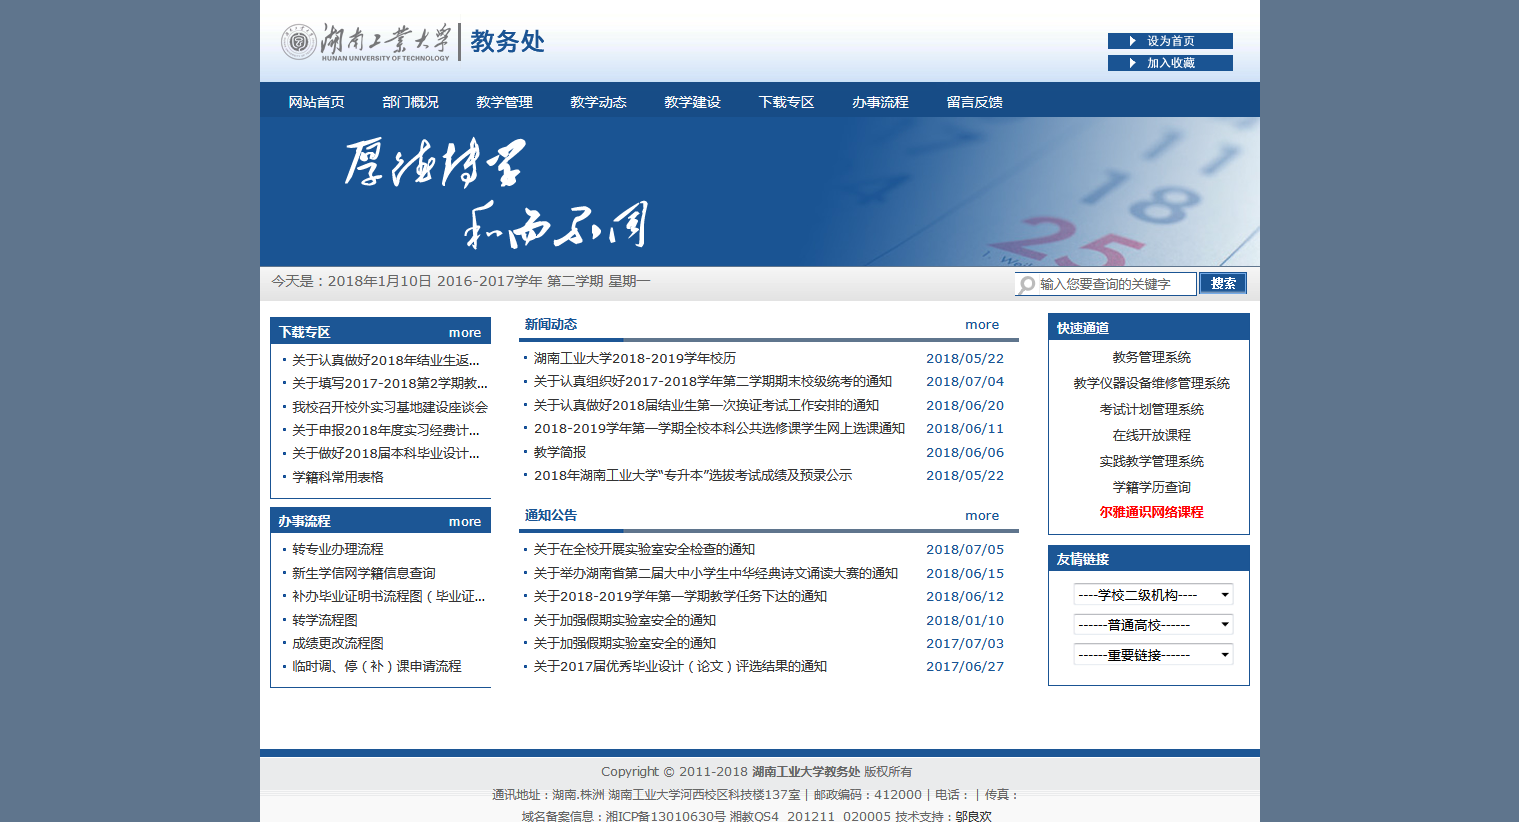 湖南工業大学 教务处
HUNAN UNIVERSITY OF TECHNOLOGY
设为首页
加入收藏
网站首页 部门概况 教学管理 教学动态 教学建设 下载专区 办事流程 留言反馈
厚德博学
和而不同
今天是：2018年1月10日 2016-2017学年 第二学期 星期一
输入您要查询的关键字 搜索
下载专区 more
关于认真做好2018年结业生返...
关于填写2017-2018第2学期教...
我校召开校外实习基地建设座谈会
关于申报2018年度实习经费计...
关于做好2018届本科毕业设计...
学籍科常用表格
办事流程 more
转专业办理流程
新生学信网学籍信息查询
补办毕业证明书流程图（毕业证...
转学流程图
成绩更改流程图
临时调、停（补）课申请流程
新闻动态 more
湖南工业大学2018-2019学年校历 2018/05/22
关于认真组织好2017-2018学年第二学期期末校级统考的通知 2018/07/04
关于认真做好2018届结业生第一次换证考试工作安排的通知 2018/06/20
2018-2019学年第一学期全校本科公共选修课学生网上选课通知 2018/06/11
教学简报 2018/06/06
2018年湖南工业大学“专升本”选拔考试成绩及预录公示 2018/05/22
通知公告 more
关于在全校开展实验室安全检查的通知 2018/07/05
关于举办湖南省第二届大中小学生中华经典诗文诵读大赛的通知 2018/06/15
关于2018-2019学年第一学期教学任务下达的通知 2018/06/12
关于加强假期实验室安全的通知 2018/01/10
关于加强假期实验室安全的通知 2017/07/03
关于2017届优秀毕业设计（论文）评选结果的通知 2017/06/27
快速通道
教务管理系统
教学仪器设备维修管理系统
考试计划管理系统
在线开放课程
实践教学管理系统
学籍学历查询
尔雅通识网络课程
友情链接
----学校二级机构----
------普通高校------
------重要链接------
Copyright © 2011-2018 湖南工业大学教务处 版权所有
通讯地址：湖南.株洲 湖南工业大学河西校区科技楼137室 | 邮政编码：412000 | 电话： | 传真：
域名备案信息：湘ICP备13010630号 湘教QS4_201211_020005 技术支持：邬良欢